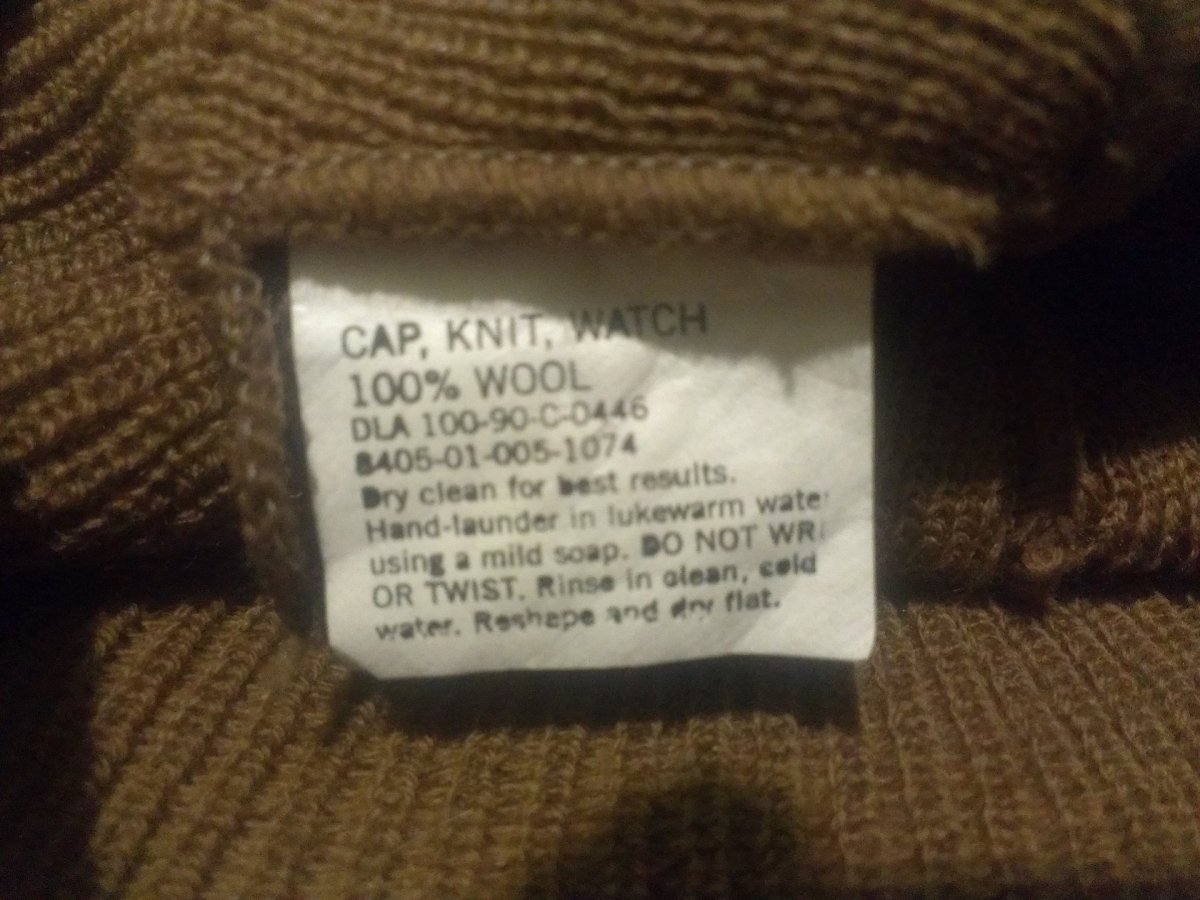 CAP, KNIT, WATCH
100% WOOL
DLA 100-90-C-0446
8405-01-005-1074
Dry clean for best results.
Hand-launder in lukewarm wate
using a mild soap. DO NOT WR
OR TWIST. Rinse in clean, cold
water. Reshape and dry flat.